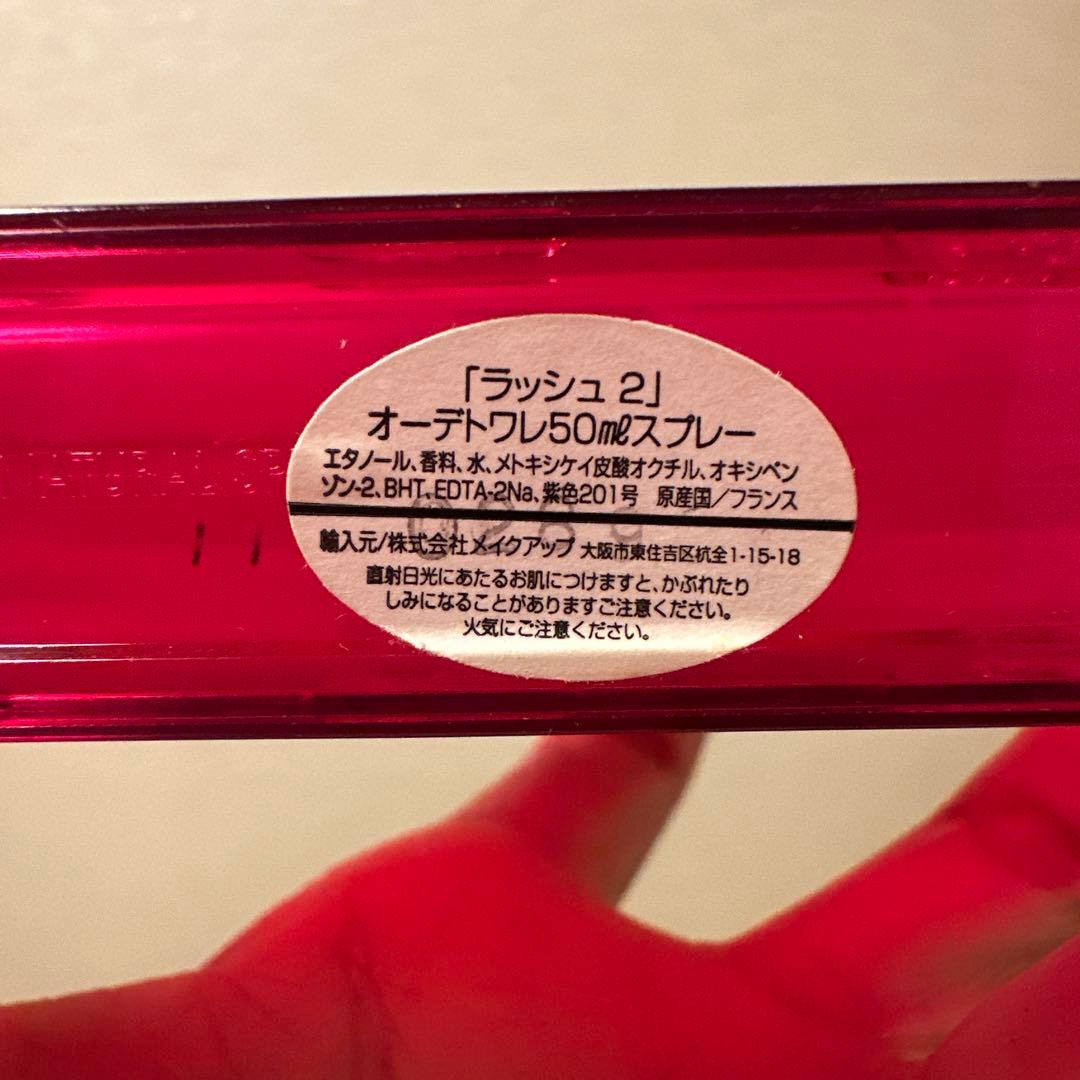 「ラッシュ 2」
オーデトワレ50㎖スプレー
エタノール、香料、水、メトキシケイ皮酸オクチル、オキシベン
ゾン-2、BHT、EDTA-2Na、紫色201号 原産国/フランス
輸入元/株式会社メイクアップ 大阪市東住吉区杭全1-15-18
直射日光にあたるお肌につけますと、かぶれたり
しみになることがありますご注意ください。
火気にご注意ください。
NATURAL SP